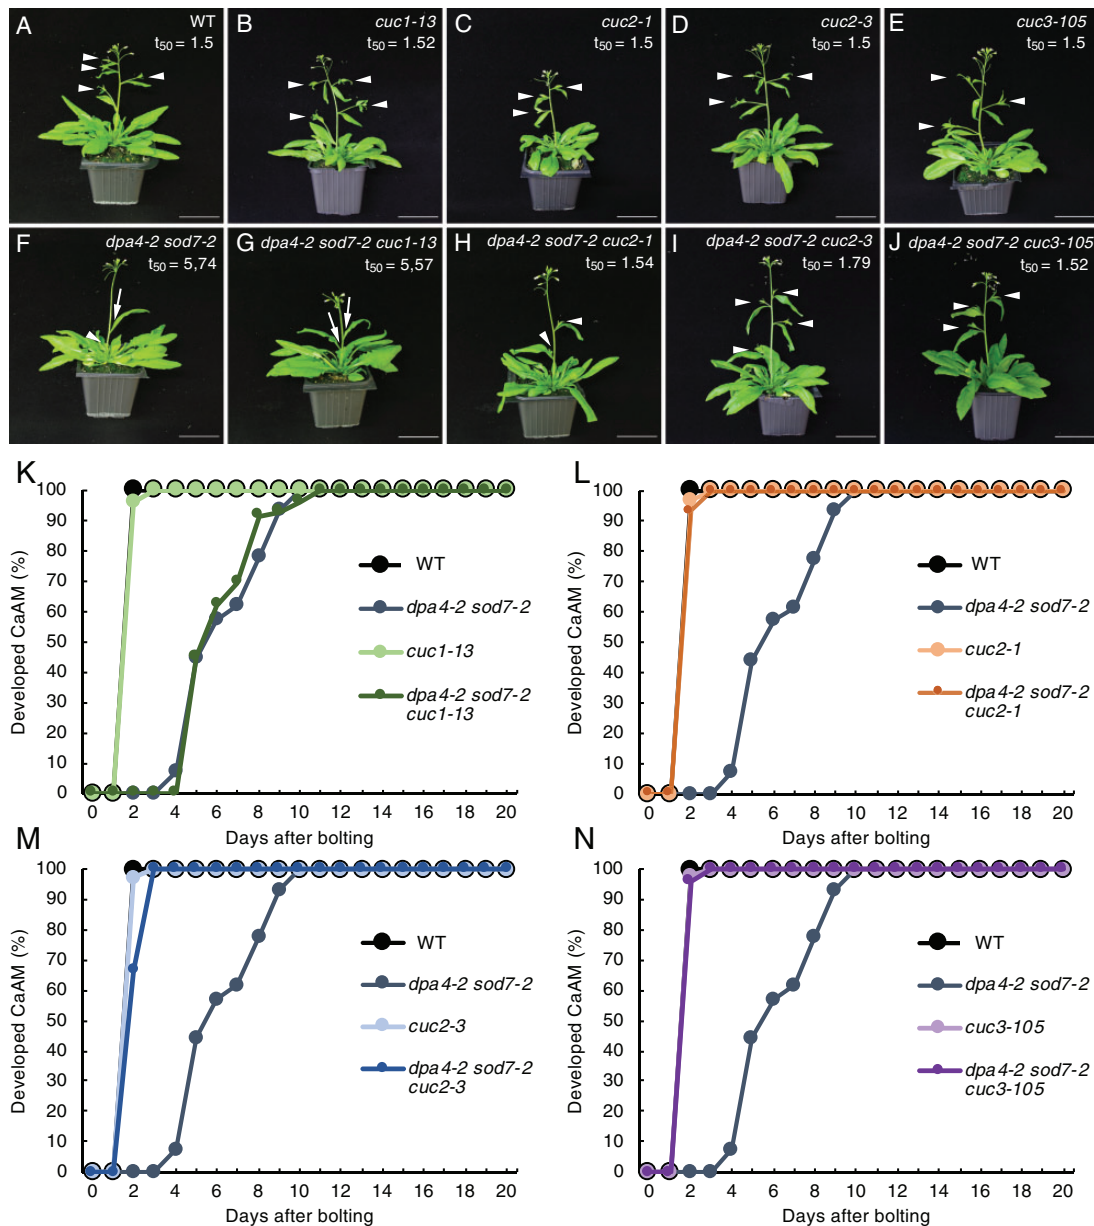 A WT
t50 = 1.5
B cuc1-13
t50 = 1.52
C cuc2-1
t50 = 1.5
D cuc2-3
t50 = 1.5
E cuc3-105
t50 = 1.5
F dpa4-2 sod7-2
t50 = 5,74
G dpa4-2 sod7-2 cuc1-13
t50 = 5,57
H dpa4-2 sod7-2 cuc2-1
t50 = 1.54
I dpa4-2 sod7-2 cuc2-3
t50 = 1.79
J dpa4-2 sod7-2 cuc3-105
t50 = 1.52
K
Developed CaAM (%)
100
90
80
70
60
50
40
30
20
10
0
WT
dpa4-2 sod7-2
cuc1-13
dpa4-2 sod7-2
cuc1-13
0 2 4 6 8 10 12 14 16 18 20
Days after bolting
L
Developed CaAM (%)
100
90
80
70
60
50
40
30
20
10
0
WT
dpa4-2 sod7-2
cuc2-1
dpa4-2 sod7-2
cuc2-1
0 2 4 6 8 10 12 14 16 18 20
Days after bolting
M
Developed CaAM (%)
100
90
80
70
60
50
40
30
20
10
0
WT
dpa4-2 sod7-2
cuc2-3
dpa4-2 sod7-2
cuc2-3
0 2 4 6 8 10 12 14 16 18 20
Days after bolting
N
Developed CaAM (%)
100
90
80
70
60
50
40
30
20
10
0
WT
dpa4-2 sod7-2
cuc3-105
dpa4-2 sod7-2
cuc3-105
0 2 4 6 8 10 12 14 16 18 20
Days after bolting